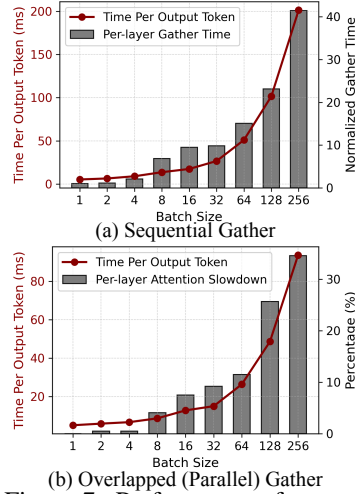 Time Per Output Token
Per-layer Gather Time
Time Per Output Token (ms)
200
150
100
50
0
Normalized Gather Time
40
30
20
10
0
1 2 4 8 16 32 64 128 256
Batch Size
(a) Sequential Gather
Time Per Output Token
Per-layer Attention Slowdown
Time Per Output Token (ms)
80
60
40
20
Percentage (%)
30
20
10
0
1 2 4 8 16 32 64 128 256
Batch Size
(b) Overlapped (Parallel) Gather